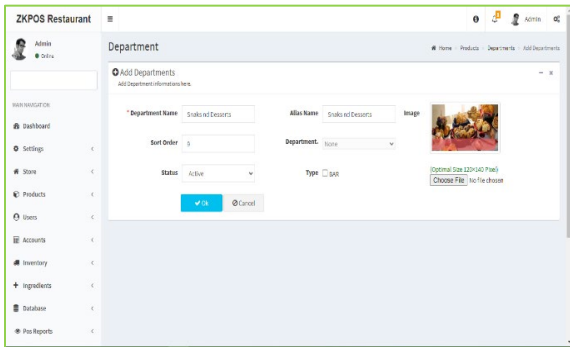 ZKPOS Restaurant
Admin
Admin
Online
Department
Home
Products
Departments
Add Departments
Add Departments
Add Department informations here.
MAIN NAVIGATION
* Department Name
Snaks nd Desserts
Alias Name
Snaks nd Desserts
Image
Dashboard
Sort Order
Department.
None
Settings
Store
Status
Active
Type
BAR
(Optimal Size 120×140 Pixel)
Choose File No file chosen
Products
Ok
Cancel
Users
Accounts
Inventory
Ingredients
Database
Pos Reports